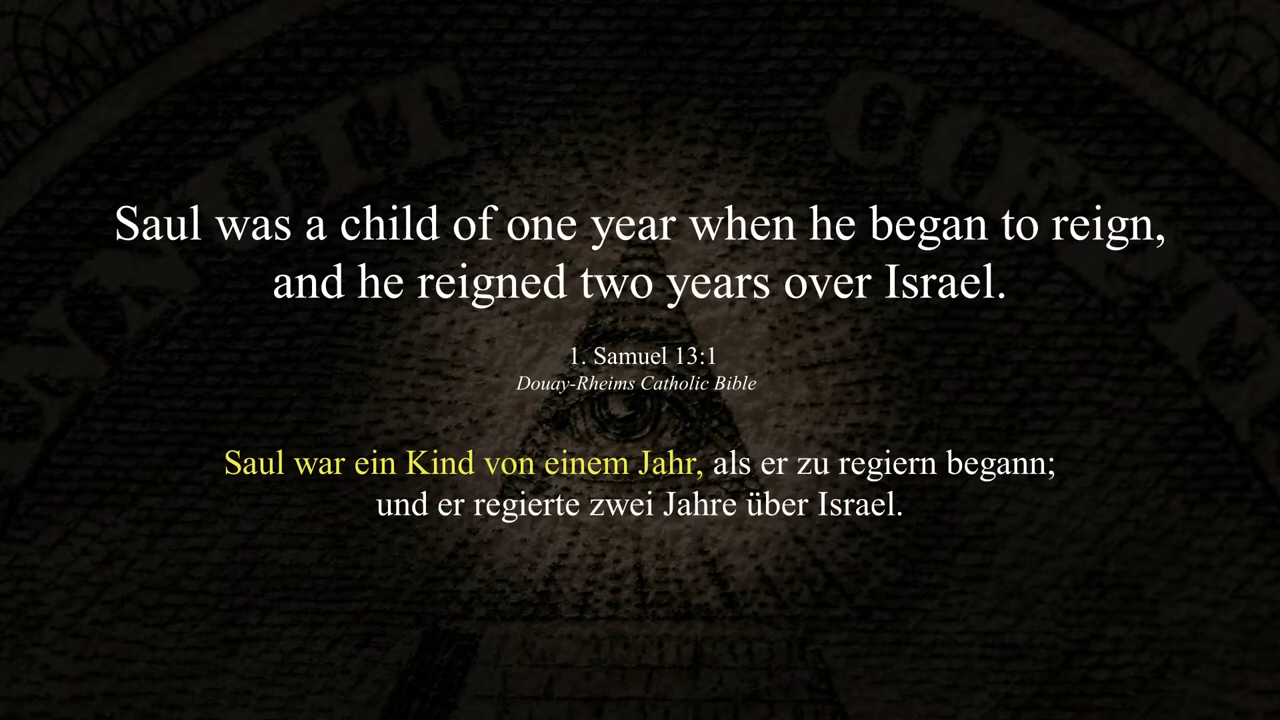 Saul was a child of one year when he began to reign,
and he reigned two years over Israel.
1. Samuel 13:1
Douay-Rheims Catholic Bible
Saul war ein Kind von einem Jahr, als er zu regiern begann;
und er regierte zwei Jahre über Israel.